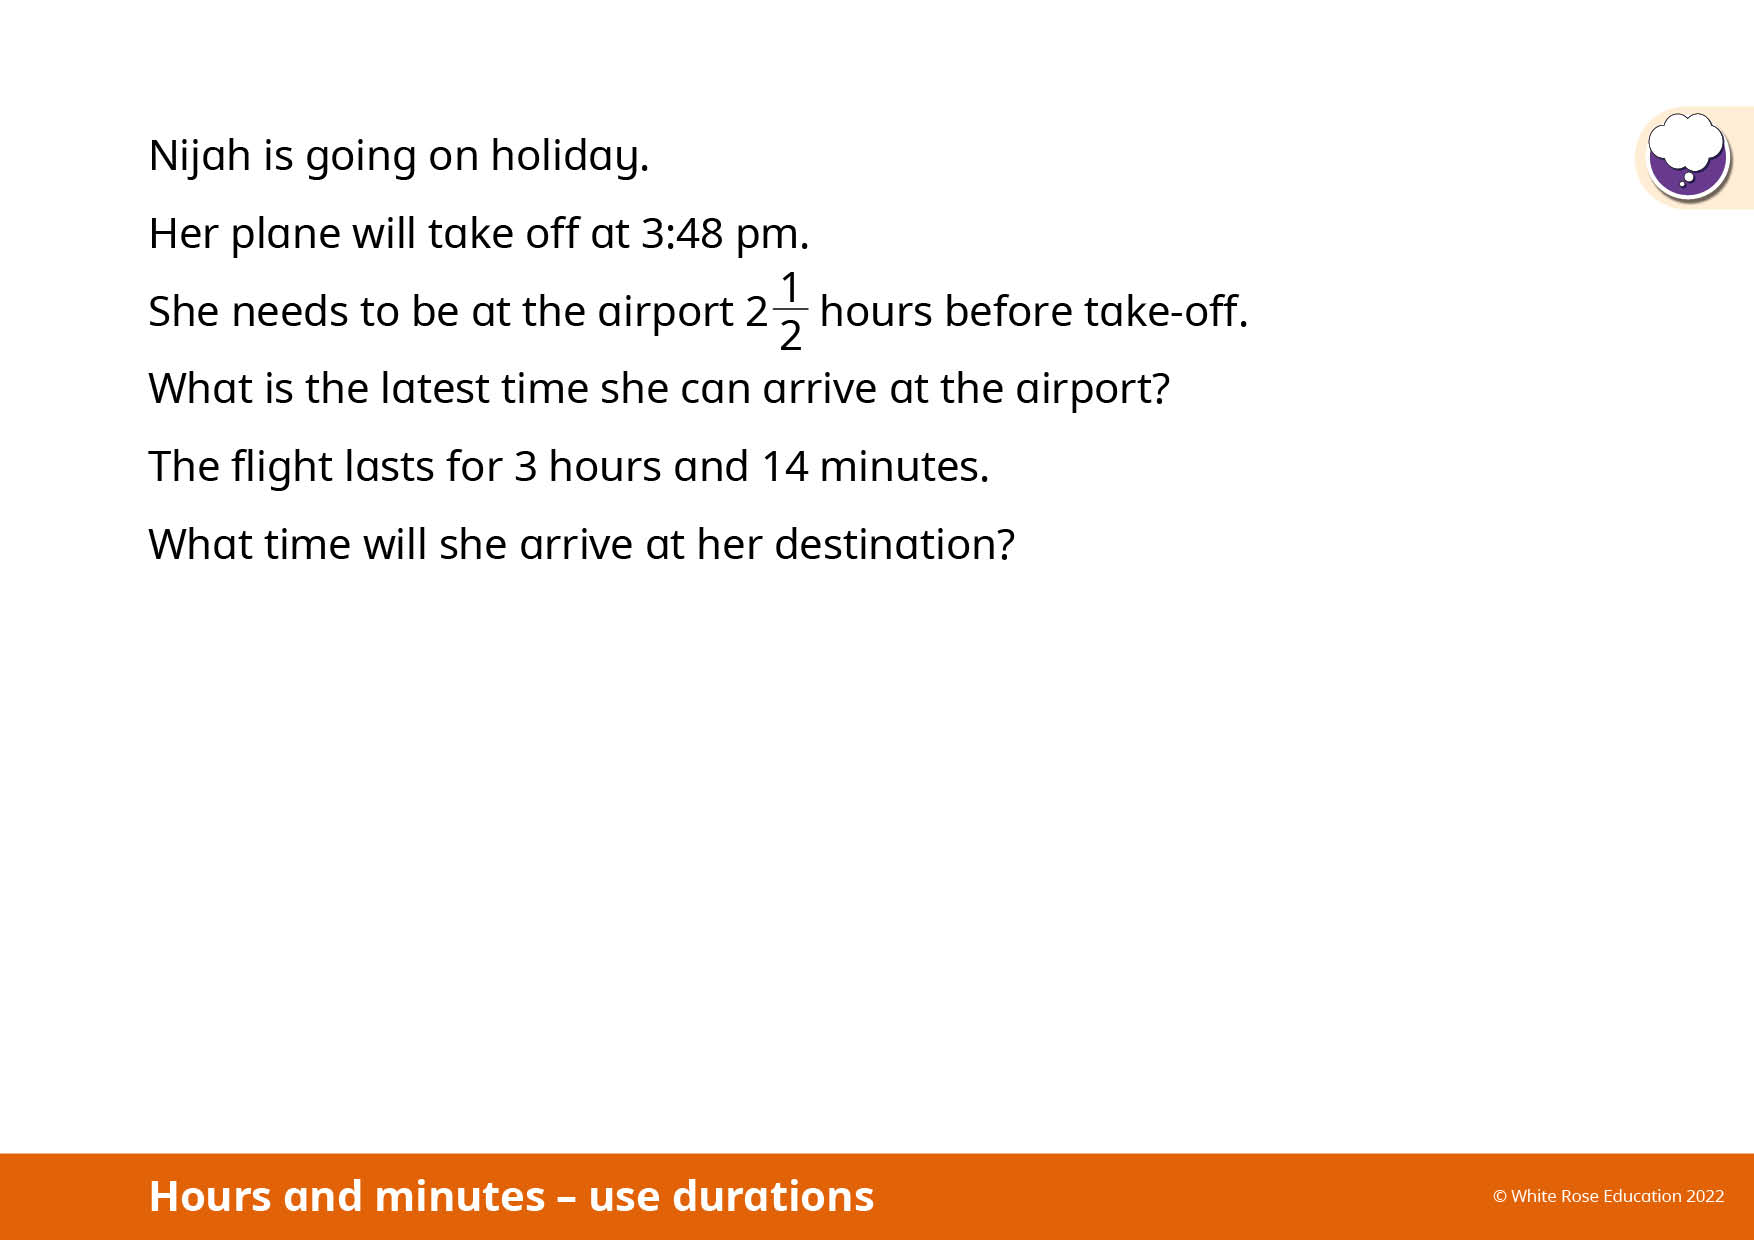 Nijah is going on holiday.
Her plane will take off at 3:48 pm.
She needs to be at the airport 2 1/2 hours before take-off.
What is the latest time she can arrive at the airport?
The flight lasts for 3 hours and 14 minutes.
What time will she arrive at her destination?
Hours and minutes – use durations
© White Rose Education 2022